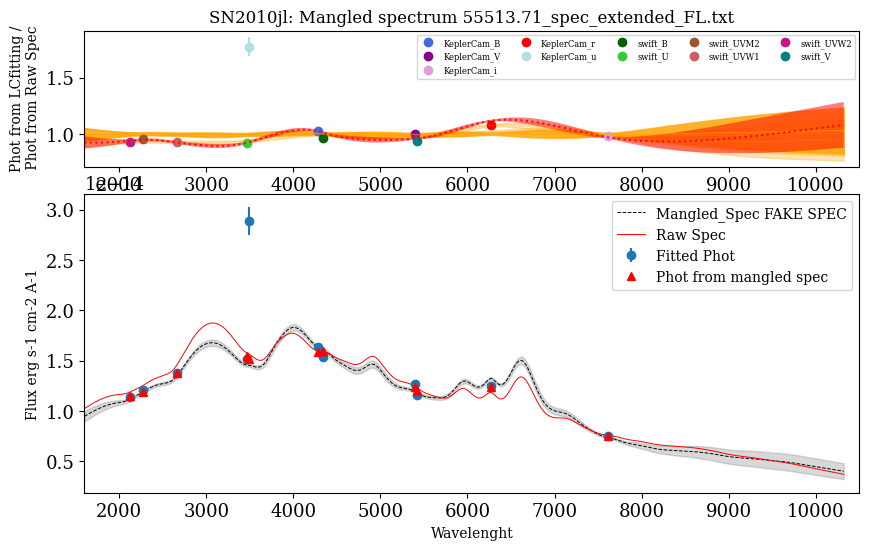 SN2010jl: Mangled spectrum 55513.71_spec_extended_FL.txt
Phot from LCfitting /
Phot from Raw Spec
1.5
1.0
KeplerCam_B KeplerCam_r swift_B swift_UVM2 swift_UVW2
KeplerCam_V KeplerCam_u swift_U swift_UVW1 swift_V
KeplerCam_i
2000 3000 4000 5000 6000 7000 8000 9000 10000
1e−14
Flux erg s-1 cm-2 A-1
3.0
2.5
2.0
1.5
1.0
0.5
Mangled_Spec FAKE SPEC
Raw Spec
Fitted Phot
Phot from mangled spec
2000 3000 4000 5000 6000 7000 8000 9000 10000
Wavelenght